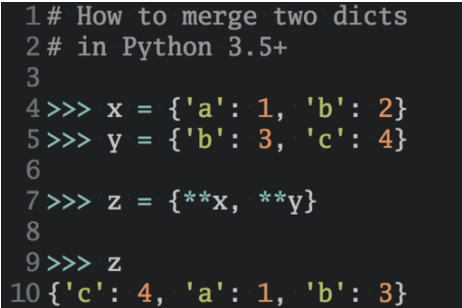 1 # How to merge two dicts
2 # in Python 3.5+
3
4 >>> x = {'a': 1, 'b': 2}
5 >>> y = {'b': 3, 'c': 4}
6
7 >>> z = {**x, **y}
8
9 >>> z
10 {'c': 4, 'a': 1, 'b': 3}